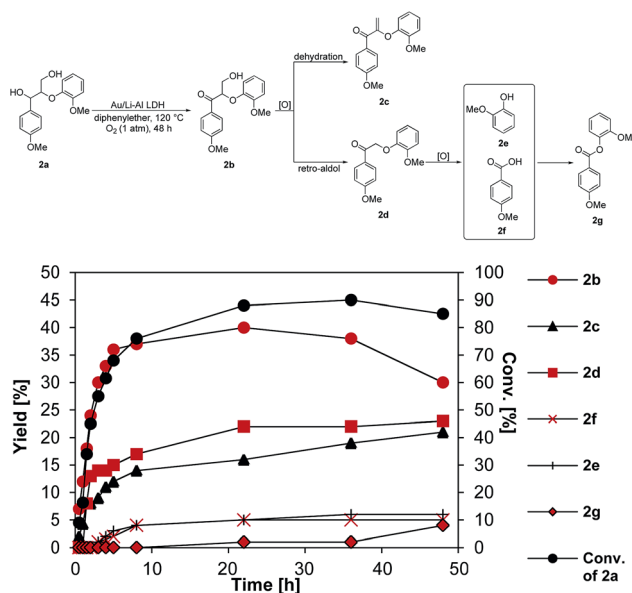 HO
HO
O
OMe
OMe
2a
Au/Li-Al LDH
diphenylether, 120 °C
O2 (1 atm), 48 h
HO
O
O
OMe
OMe
2b
[O]
dehydration
O
O
OMe
OMe
2c
retro-aldol
O
O
OMe
OMe
2d
[O]
OH
MeO
2e
O
OH
OMe
2f
OM
O
O
OMe
2g
Yield [%]
50
45
40
35
30
25
20
15
10
5
0
100
90
80
70
60
50
40
30
20
10
0
Conv. [%]
0
10
20
30
40
50
Time [h]
2b
2c
2d
2f
2e
2g
Conv.
of 2a